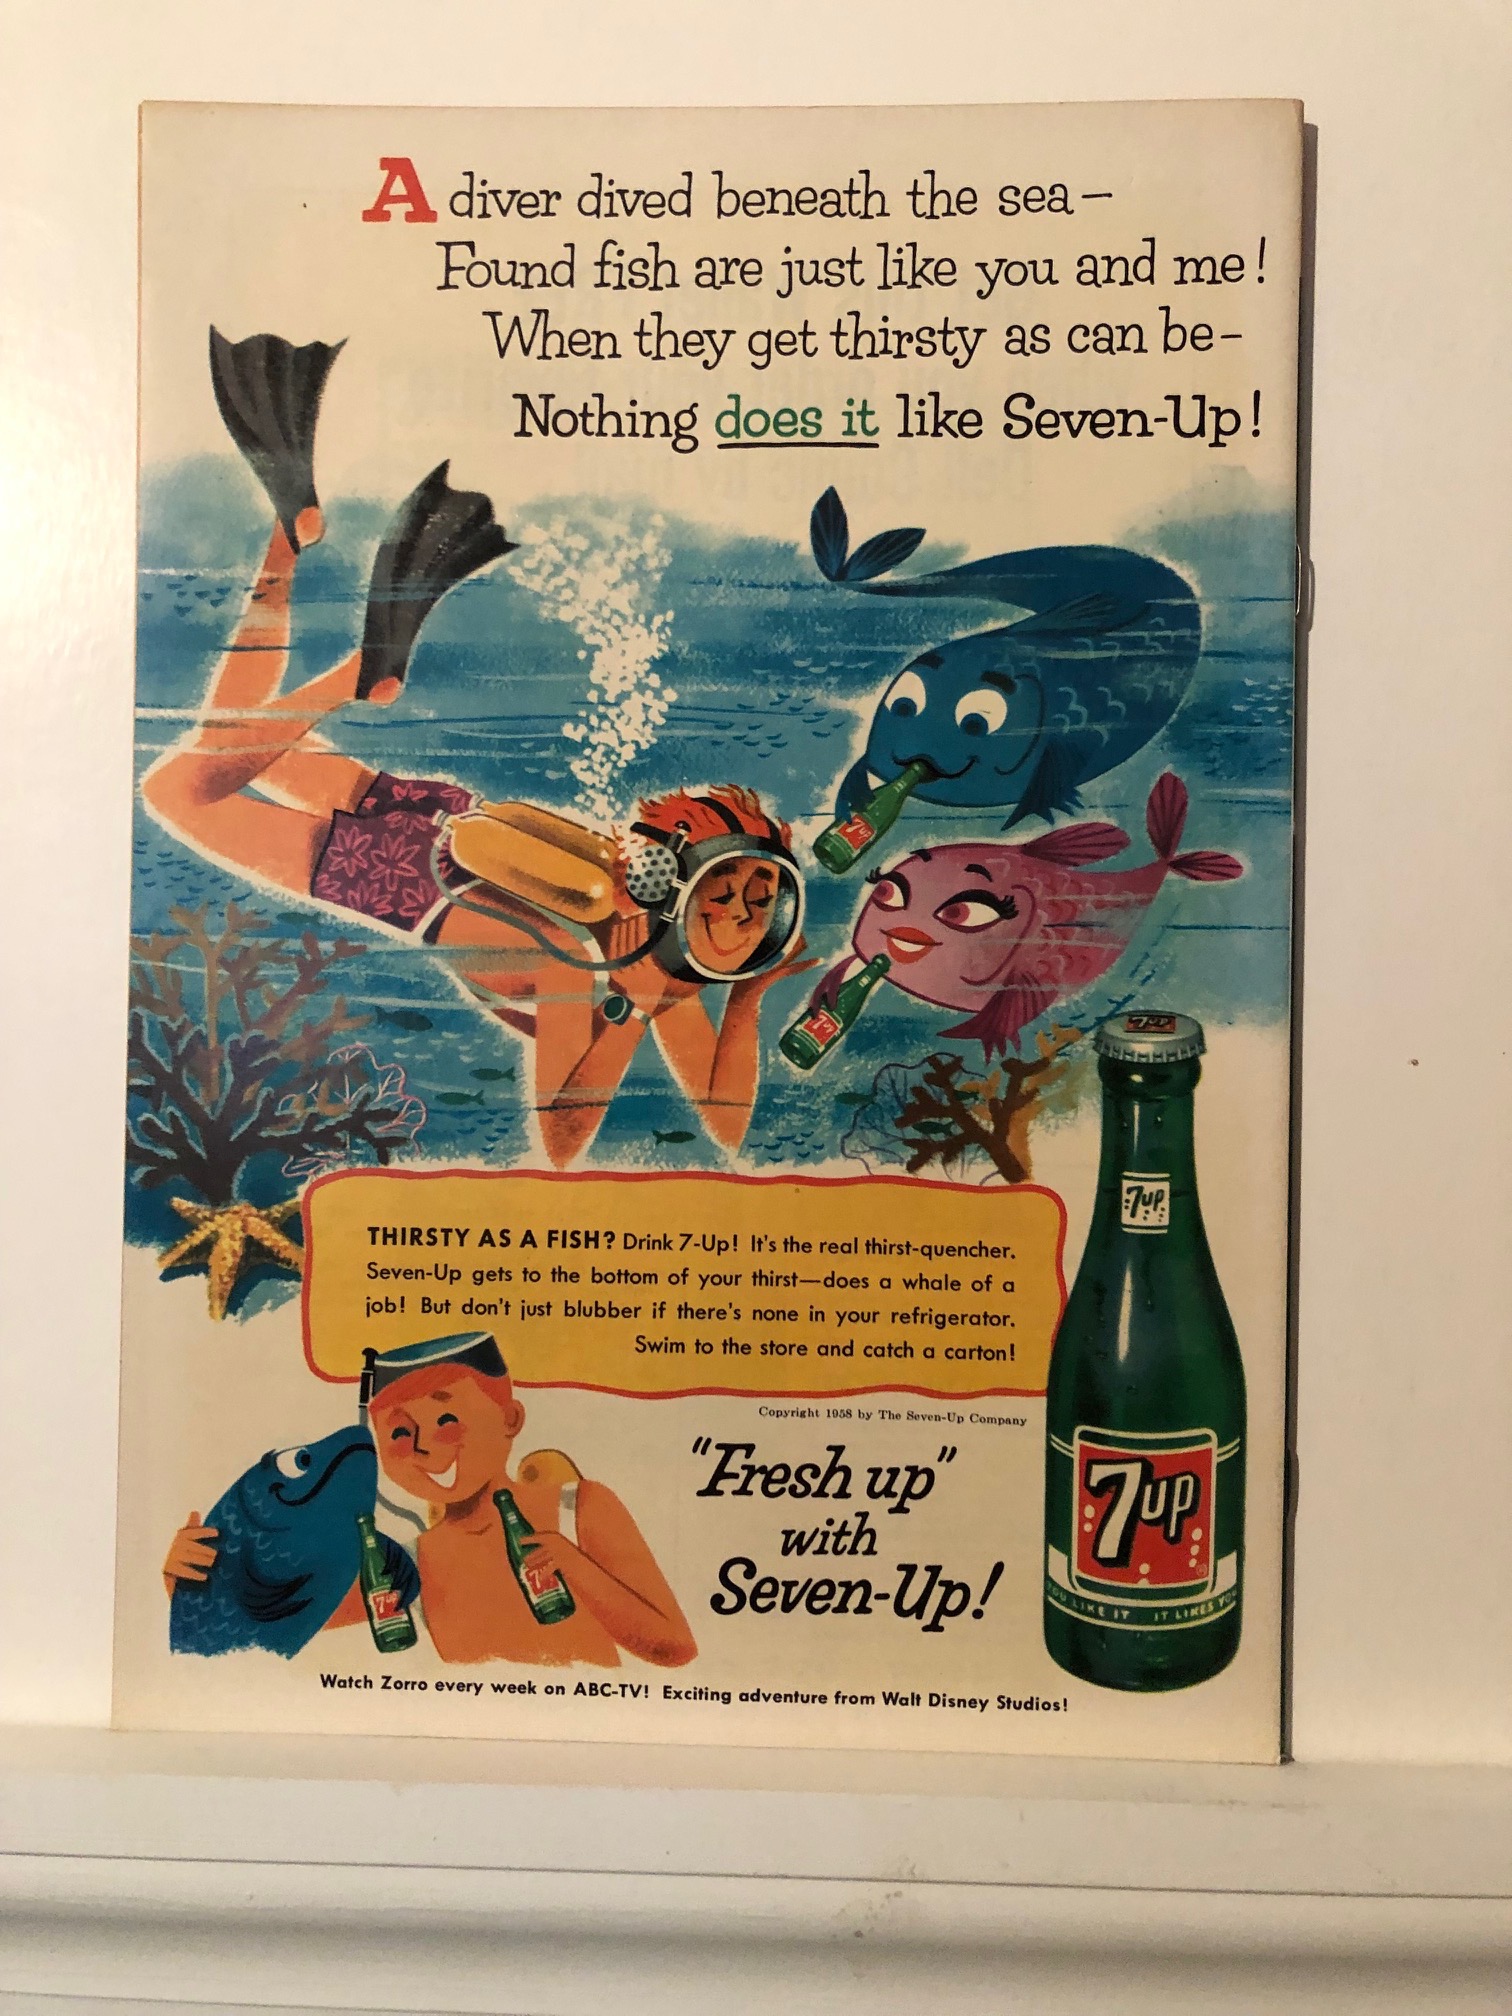 A diver dived beneath the sea—
Found fish are just like you and me!
When they get thirsty as can be-
Nothing does it like Seven-Up!
7up
7up
7up
THIRSTY AS A FISH? Drink 7-Up! It's the real thirst-quencher.
Seven-Up gets to the bottom of your thirst—does a whale of a
job! But don't just blubber if there's none in your refrigerator.
Swim to the store and catch a carton!
Copyright 1958 by The Seven-Up Company
"Fresh up"
with
Seven-Up!
7up
7up
7up
YOU LIKE IT IT LIKES YOU
Watch Zorro every week on ABC-TV! Exciting adventure from Walt Disney Studios!